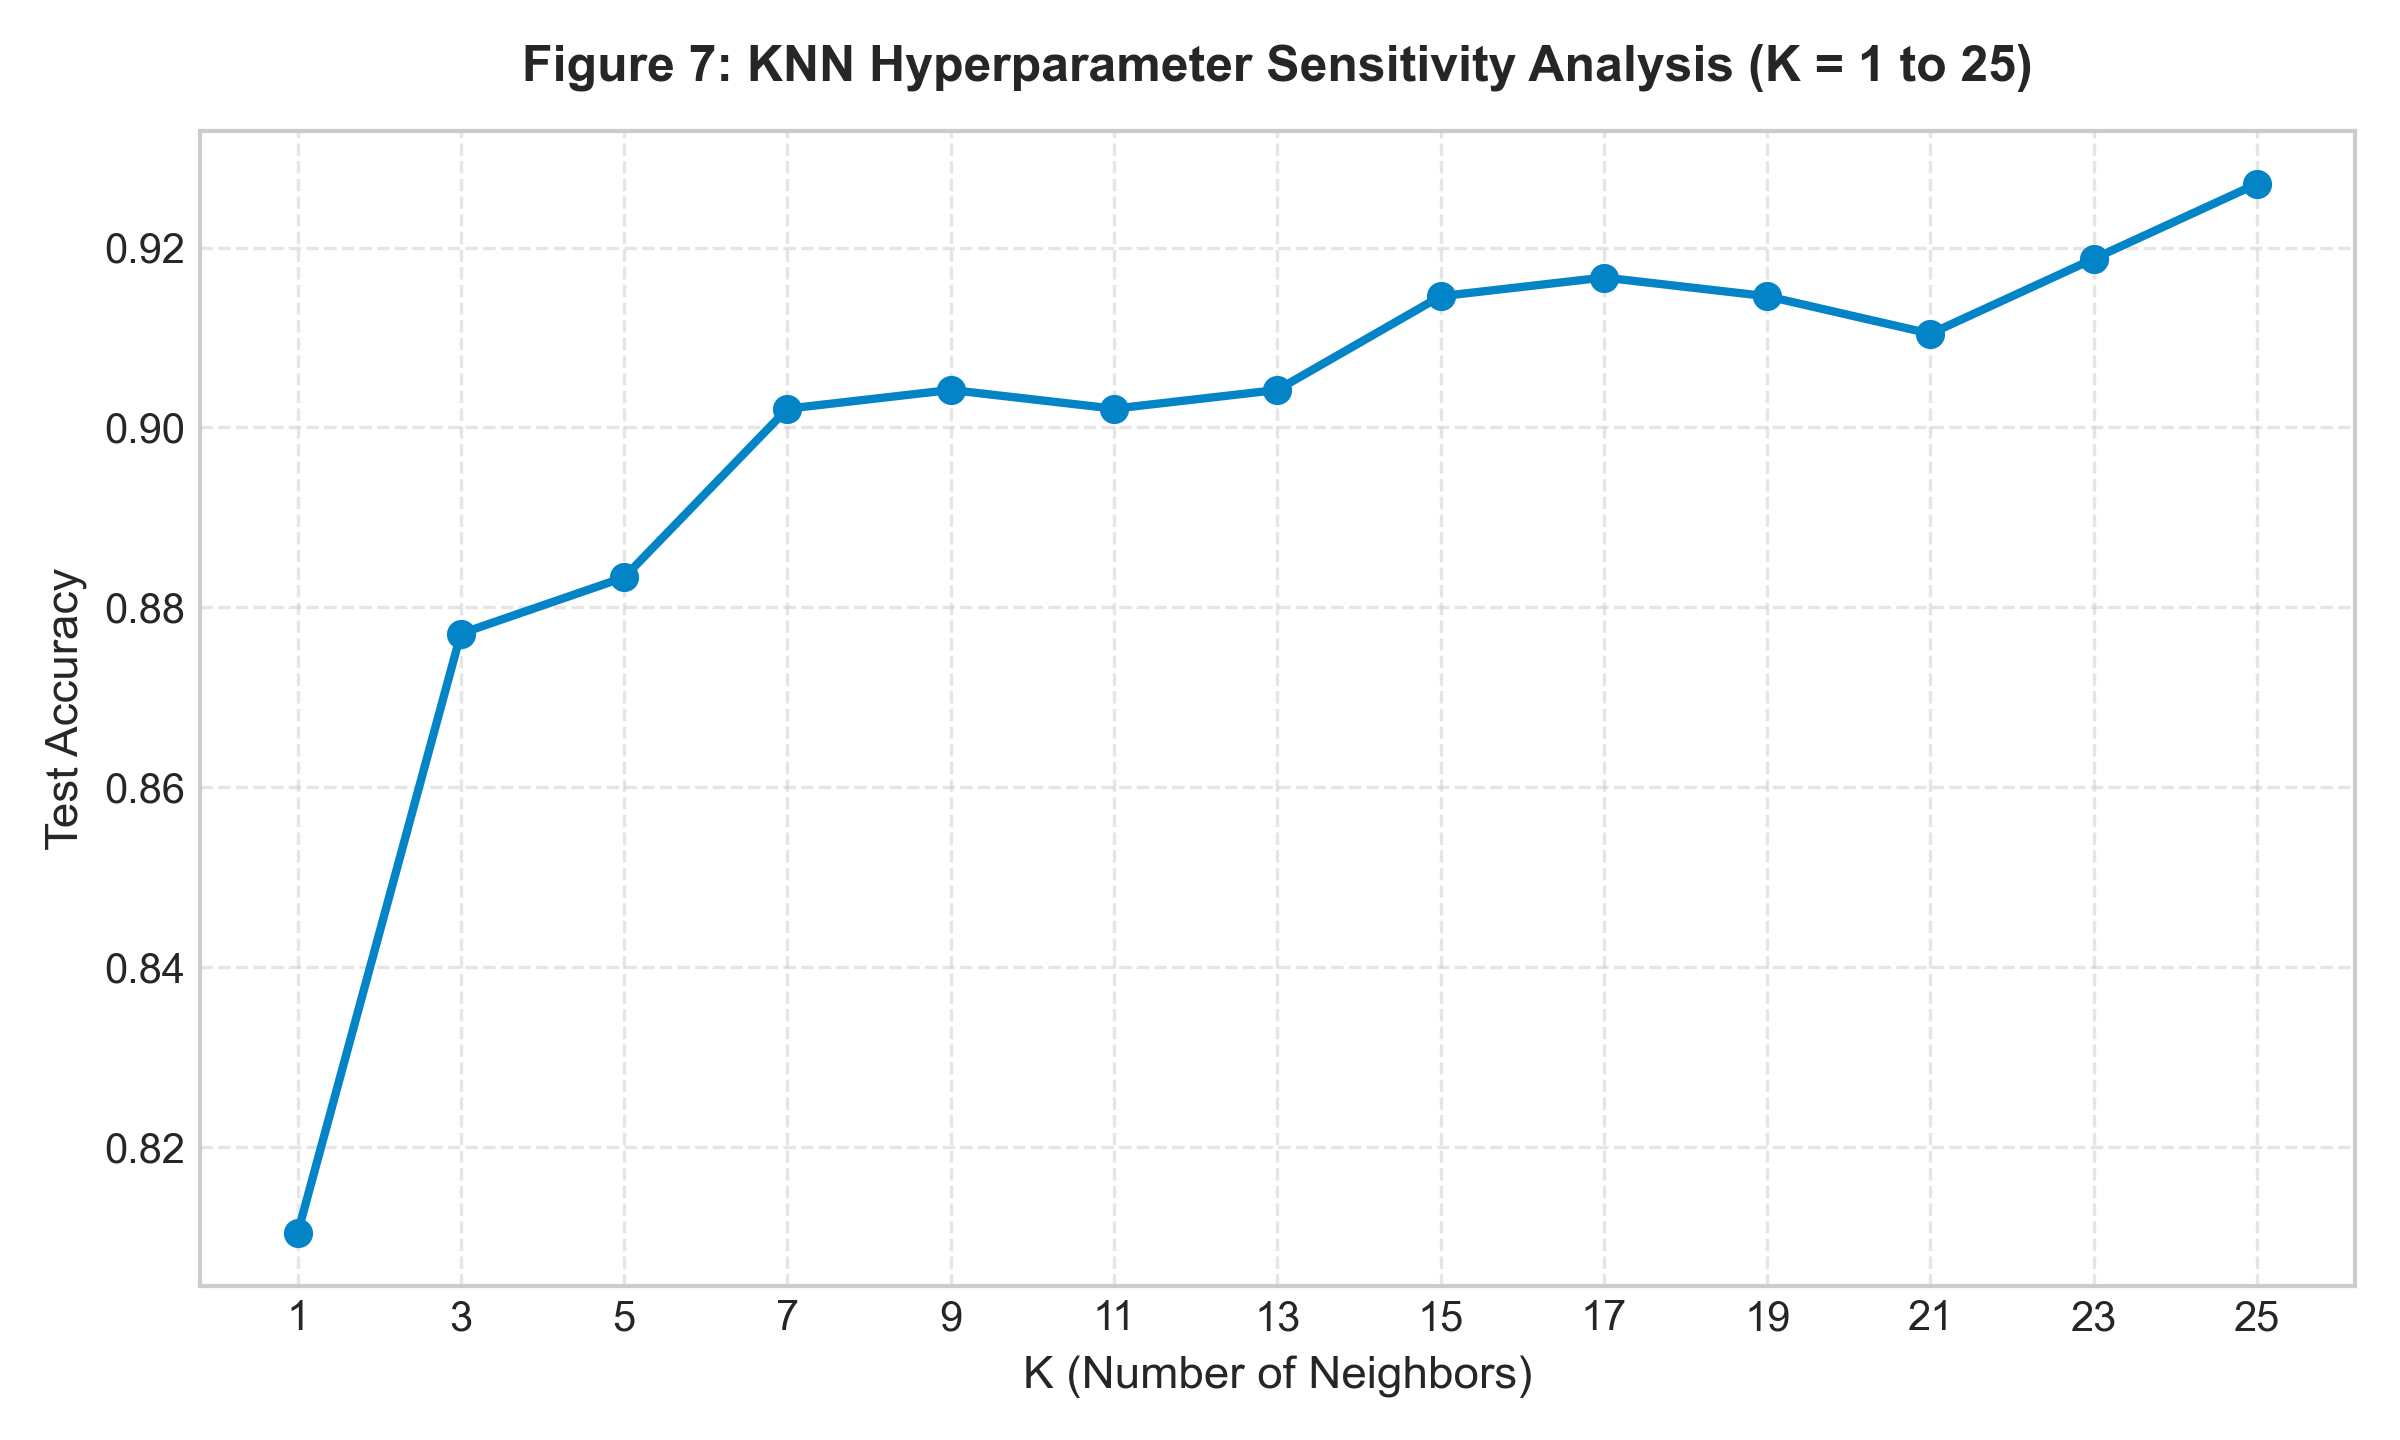 Figure 7: KNN Hyperparameter Sensitivity Analysis (K = 1 to 25)
Test Accuracy
0.92
0.90
0.88
0.86
0.84
0.82
1 3 5 7 9 11 13 15 17 19 21 23 25
K (Number of Neighbors)